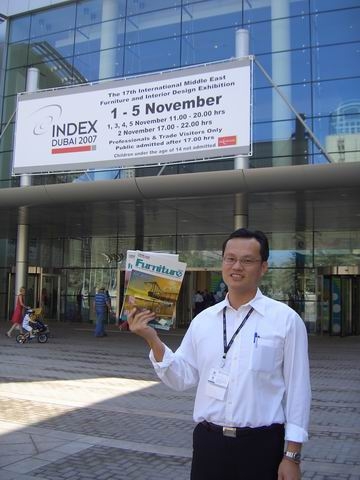 The 17th International Middle East
Furniture and Interior Design Exhibition
1 - 5 November
1, 3, 4, 5 November 11.00 - 20.00 hrs
2 November 17.00 - 22.00 hrs
Professionals & Trade Visitors Only
Public admitted after 17.00 hrs
Children under the age of 14 not admitted
INDEX
DUBAI 2007
Furniture